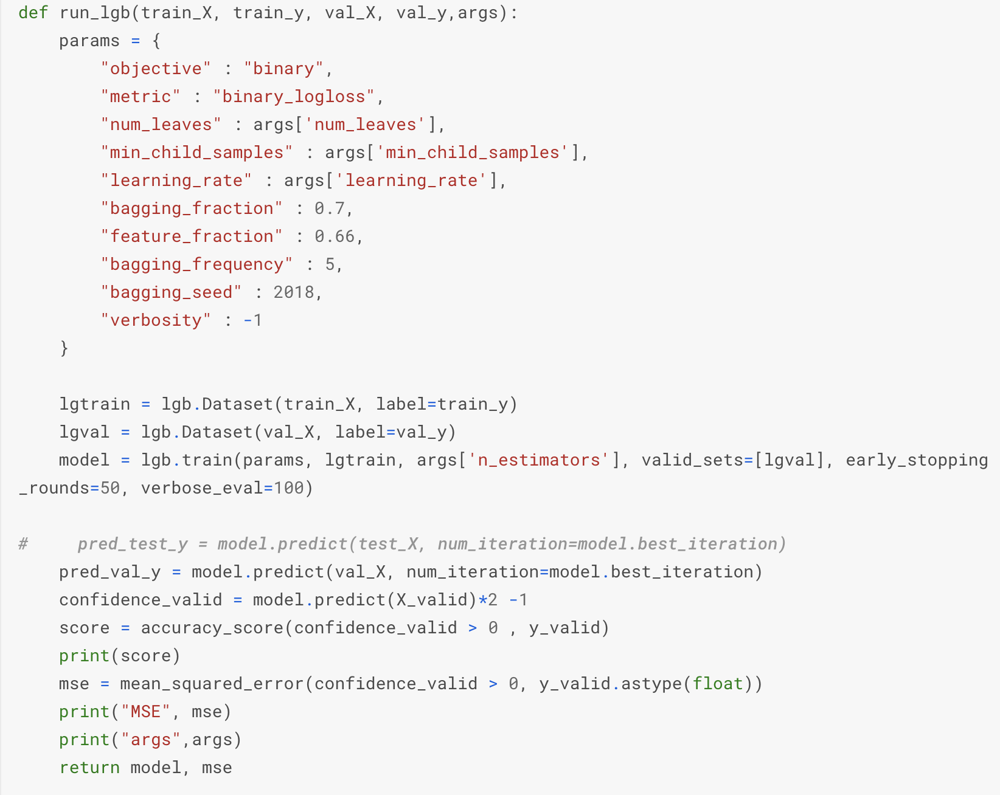 def run_lgb(train_X, train_y, val_X, val_y,args):
    params = {
        "objective" : "binary",
        "metric" : "binary_logloss",
        "num_leaves" : args['num_leaves'],
        "min_child_samples" : args['min_child_samples'],
        "learning_rate" : args['learning_rate'],
        "bagging_fraction" : 0.7,
        "feature_fraction" : 0.66,
        "bagging_frequency" : 5,
        "bagging_seed" : 2018,
        "verbosity" : -1
    }

    lgtrain = lgb.Dataset(train_X, label=train_y)
    lgval = lgb.Dataset(val_X, label=val_y)
    model = lgb.train(params, lgtrain, args['n_estimators'], valid_sets=[lgval], early_stopping
_rounds=50, verbose_eval=100)

#     pred_test_y = model.predict(test_X, num_iteration=model.best_iteration)
    pred_val_y = model.predict(val_X, num_iteration=model.best_iteration)
    confidence_valid = model.predict(X_valid)*2 -1
    score = accuracy_score(confidence_valid > 0 , y_valid)
    print(score)
    mse = mean_squared_error(confidence_valid > 0, y_valid.astype(float))
    print("MSE", mse)
    print("args",args)
    return model, mse